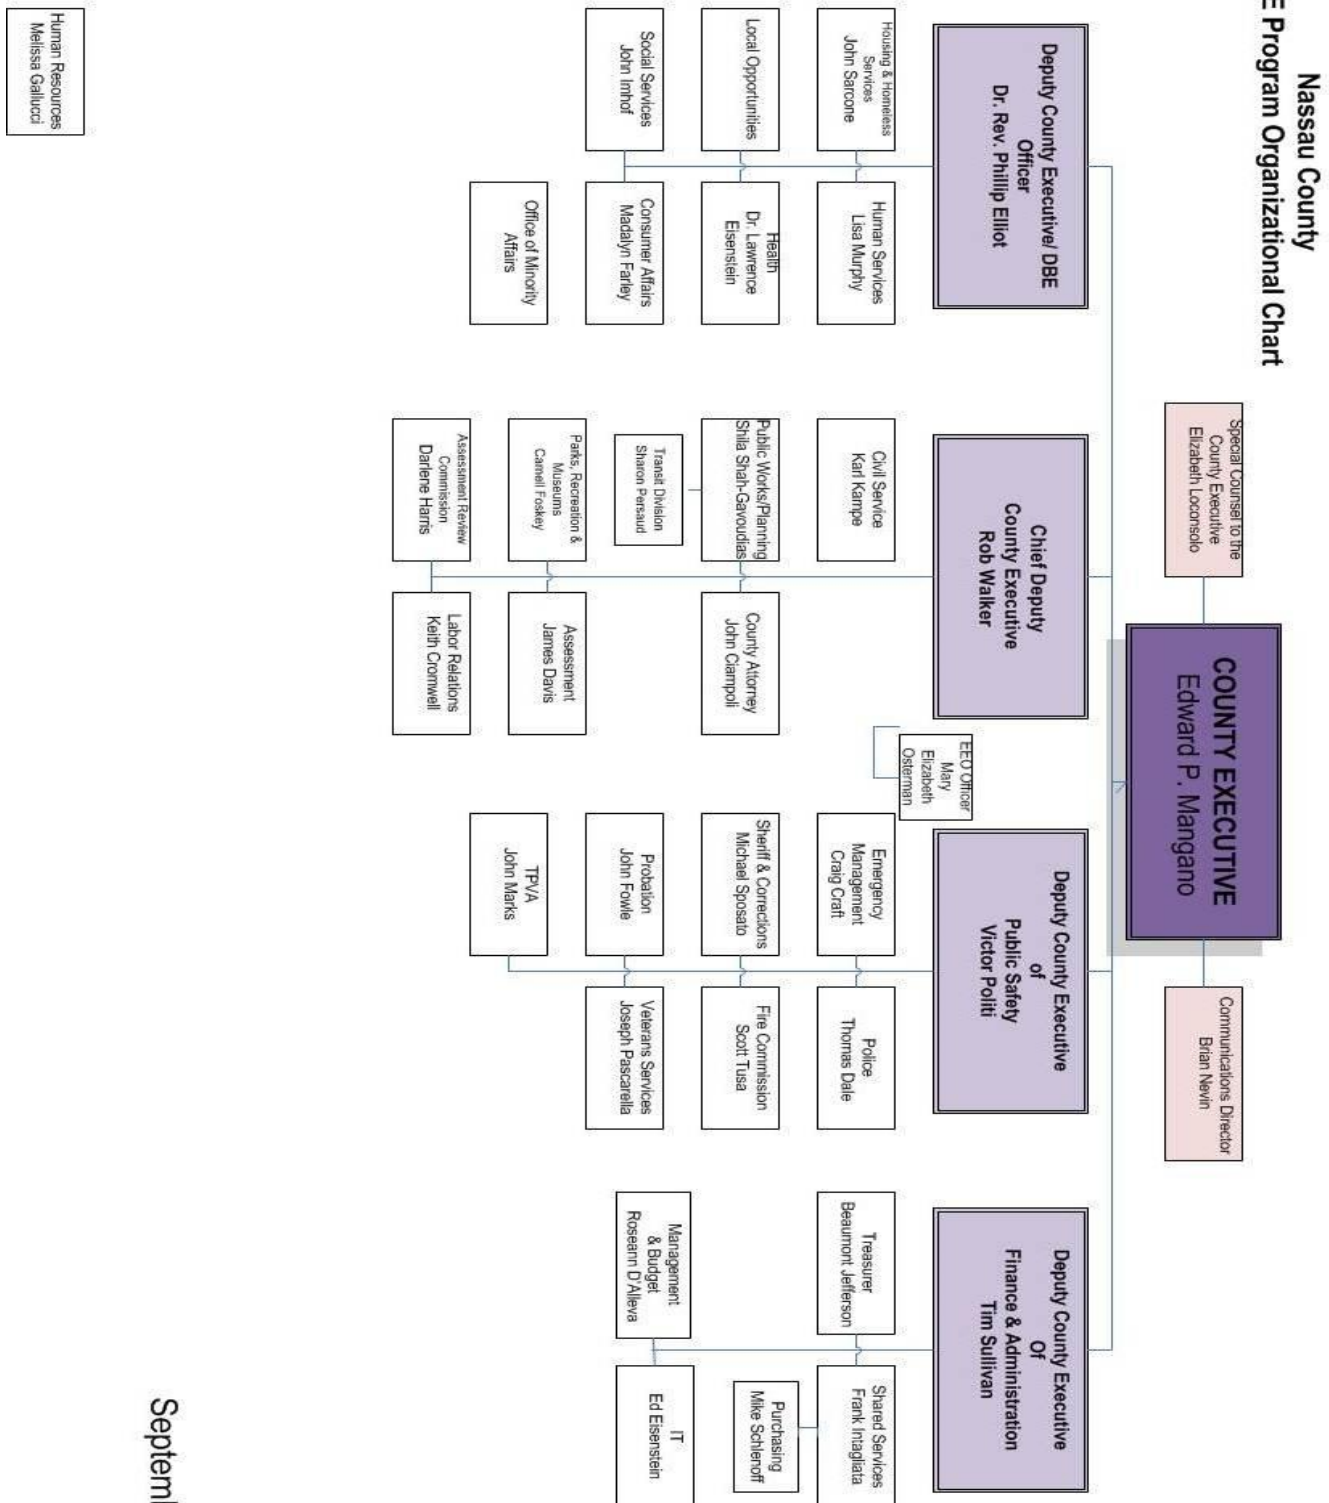 Nassau County
E Program Organizational Chart
Special Counsel to the
County Executive
Elizabeth Loconsolo
COUNTY EXECUTIVE
Edward P. Mangano
Communications Director
Brian Nevin
Deputy County Executive/ DBE
Officer
Dr. Rev. Phillip Elliot
Chief Deputy
County Executive
Rob Walker
Deputy County Executive
of
Public Safety
Victor Politi
Deputy County Executive
Of
Finance & Administration
Tim Sullivan
EEO Officer
Mary
Elizabeth
Osterman
Housing & Homeless
Services
John Sarcone
Human Services
Lisa Murphy
Local Opportunities
Health
Dr. Lawrence
Eisenstein
Social Services
John Imhof
Consumer Affairs
Madalyn Farley
Office of Minority
Affairs
Civil Service
Karl Kampe
Public Works/Planning
Shila Shah-Gavoudias
County Attorney
John Ciampoli
Transit Division
Sharon Persaud
Parks, Recreation &
Museums
Carnell Foskey
Assessment
James Davis
Assessment Review
Commission
Darlene Harris
Labor Relations
Keith Cromwell
Emergency
Management
Craig Craft
Police
Thomas Dale
Sheriff & Corrections
Michael Sposato
Fire Commission
Scott Tusa
Probation
John Fowle
Veterans Services
Joseph Pascarella
TPVA
John Marks
Treasurer
Beaumont Jefferson
Shared Services
Frank Intagliata
Purchasing
Mike Schlenoff
Management
& Budget
Roseann D'Alleva
IT
Ed Eisenstein
Human Resources
Melissa Gallucci